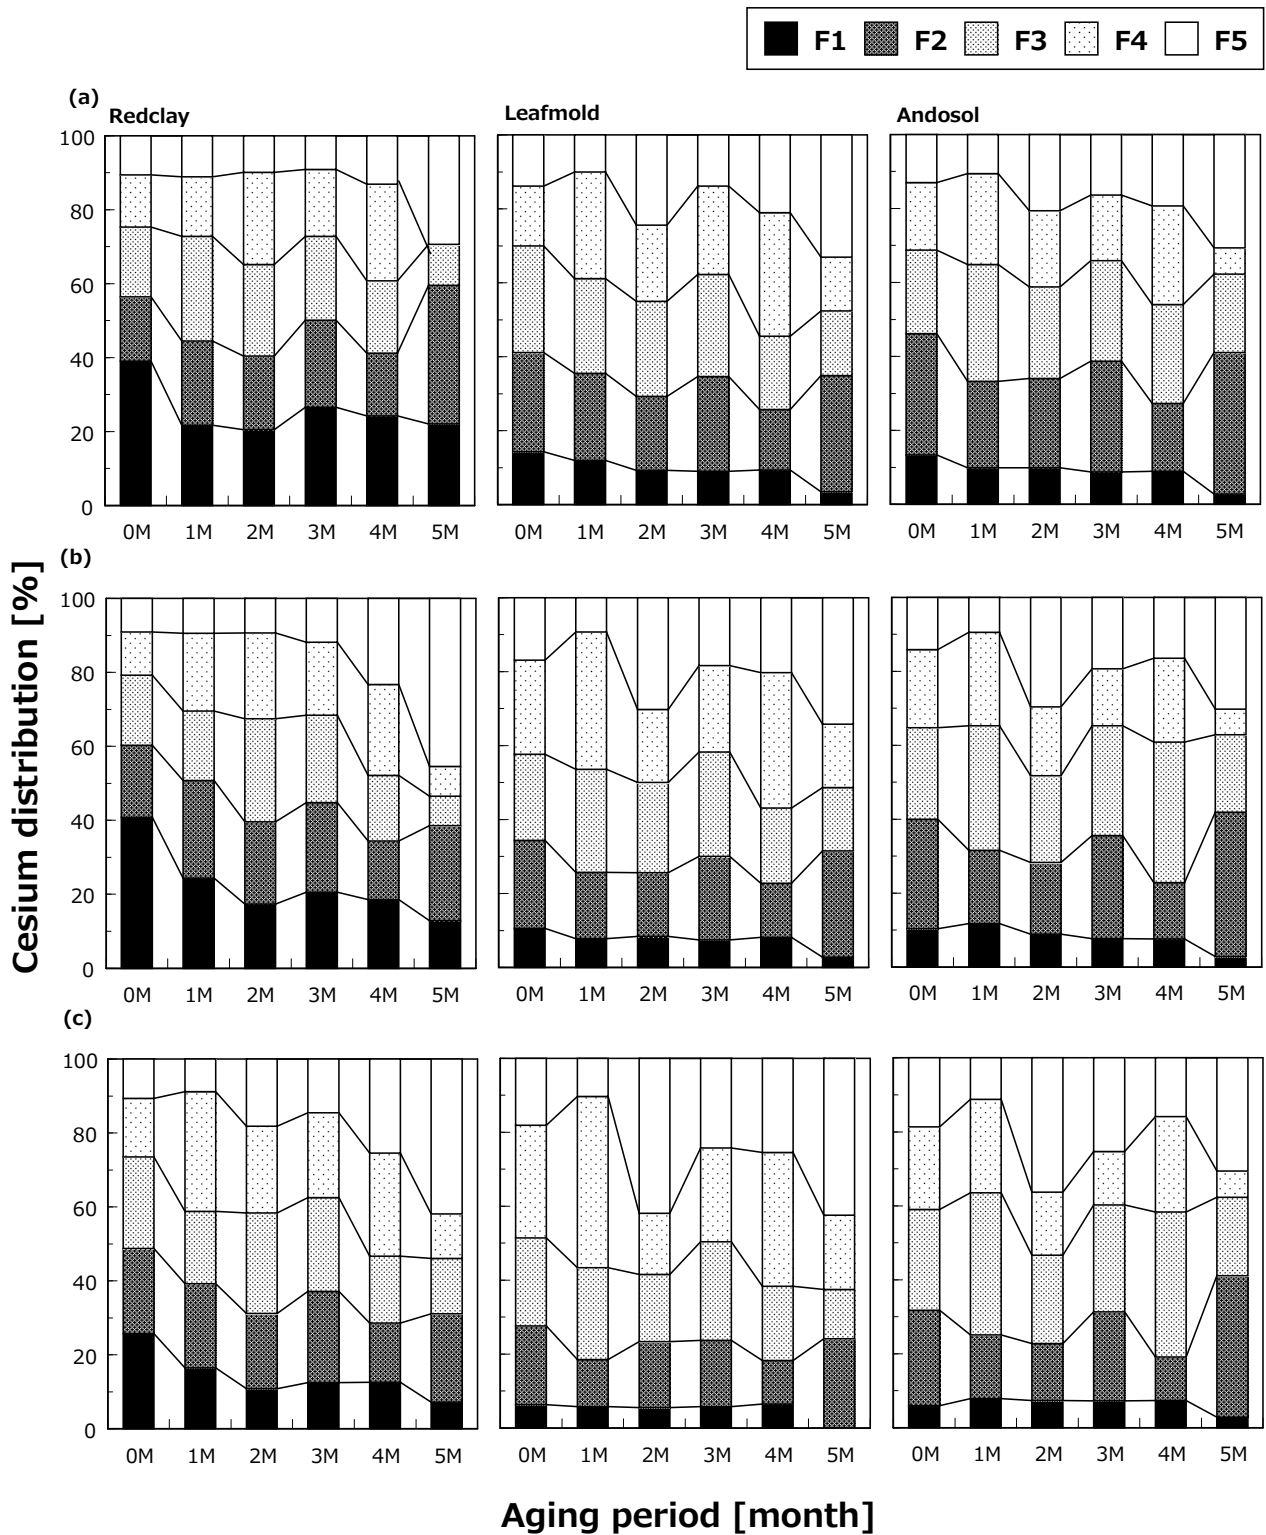 F1 F2 F3 F4 F5
(a)
Redclay Leafmold Andosol
100
80
60
40
20
0
0M 1M 2M 3M 4M 5M 0M 1M 2M 3M 4M 5M 0M 1M 2M 3M 4M 5M
(b)
Cesium distribution [%]
100
80
60
40
20
0
0M 1M 2M 3M 4M 5M 0M 1M 2M 3M 4M 5M 0M 1M 2M 3M 4M 5M
(c)
100
80
60
40
20
0
0M 1M 2M 3M 4M 5M 0M 1M 2M 3M 4M 5M 0M 1M 2M 3M 4M 5M
Aging period [month]